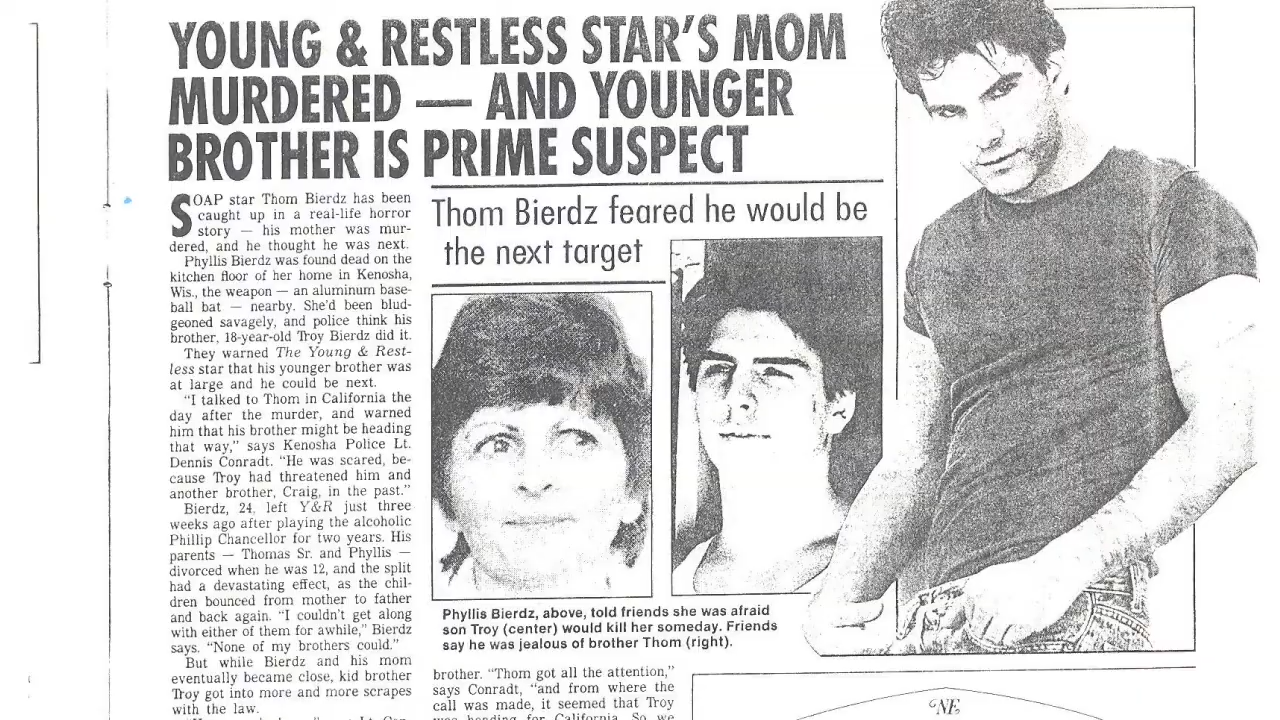 YOUNG & RESTLESS STAR'S MOM
MURDERED — AND YOUNGER
BROTHER IS PRIME SUSPECT
Thom Bierdz feared he would be
the next target
SOAP star Thom Bierdz has been
caught up in a real-life horror
story — his mother was mur-
dered, and he thought he was next.
Phyllis Bierdz was found dead on the
kitchen floor of her home in Kenosha,
Wis., the weapon — an aluminum base-
ball bat — nearby. She'd been blud-
geoned savagely, and police think his
brother, 18-year-old Troy Bierdz did it.
They warned The Young & Rest-
less star that his younger brother was
at large and he could be next.
"I talked to Thom in California the
day after the murder, and warned
him that his brother might be heading
that way," says Kenosha Police Lt.
Dennis Conradt. "He was scared, be-
cause Troy had threatened him and
another brother, Craig, in the past."
Bierdz, 24, left Y&R just three
weeks ago after playing the alcoholic
Phillip Chancellor for two years. His
parents — Thomas Sr. and Phyllis —
divorced when he was 12, and the split
had a devastating effect, as the chil-
dren bounced from mother to father
and back again. "I couldn't get along
with either of them for awhile," Bierdz
says. "None of my brothers could."
But while Bierdz and his mom
eventually became close, kid brother
Troy got into more and more scrapes
with the law.
Phyllis Bierdz, above, told friends she was afraid
son Troy (center) would kill her someday. Friends
say he was jealous of brother Thom (right).
brother. "Thom got all the attention,"
says Conradt, "and from where the
call was made, it seemed that Troy
was heading for California. So we
NE